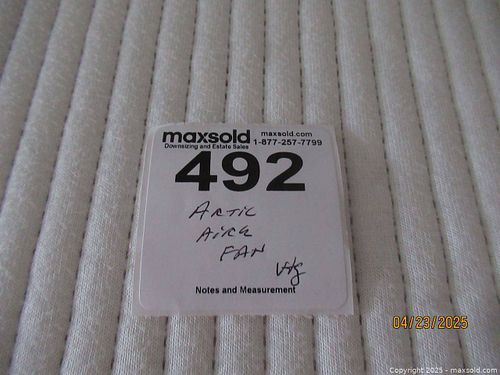 maxsold maxsold.com
Downsizing and Estate Sales 1-877-257-7799
492
ARTIC
AIRE
FAN
Vtg
Notes and Measurement
04/23/2025
Copyright 2025 - maxsold.com